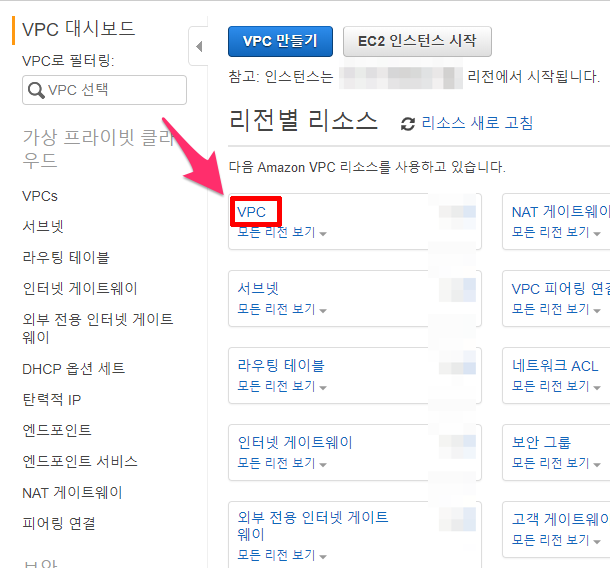 VPC 대시보드
VPC로 필터링:
VPC 선택
가상 프라이빗 클라
우드
VPCs
서브넷
라우팅 테이블
인터넷 게이트웨이
외부 전용 인터넷 게이트
웨이
DHCP 옵션 세트
탄력적 IP
엔드포인트
엔드포인트 서비스
NAT 게이트웨이
피어링 연결
보안
VPC 만들기
EC2 인스턴스 시작
참고: 인스턴스는 리전에서 시작됩니다.
리전별 리소스
리소스 새로 고침
다음 Amazon VPC 리소스를 사용하고 있습니다.
VPC
모든 리전 보기
NAT 게이트웨이
모든 리전 보기
서브넷
모든 리전 보기
VPC 피어링 연결
모든 리전 보기
라우팅 테이블
모든 리전 보기
네트워크 ACL
모든 리전 보기
인터넷 게이트웨이
모든 리전 보기
보안 그룹
모든 리전 보기
외부 전용 인터넷 게이트
웨이
모든 리전 보기
고객 게이트웨이
모든 리전 보기